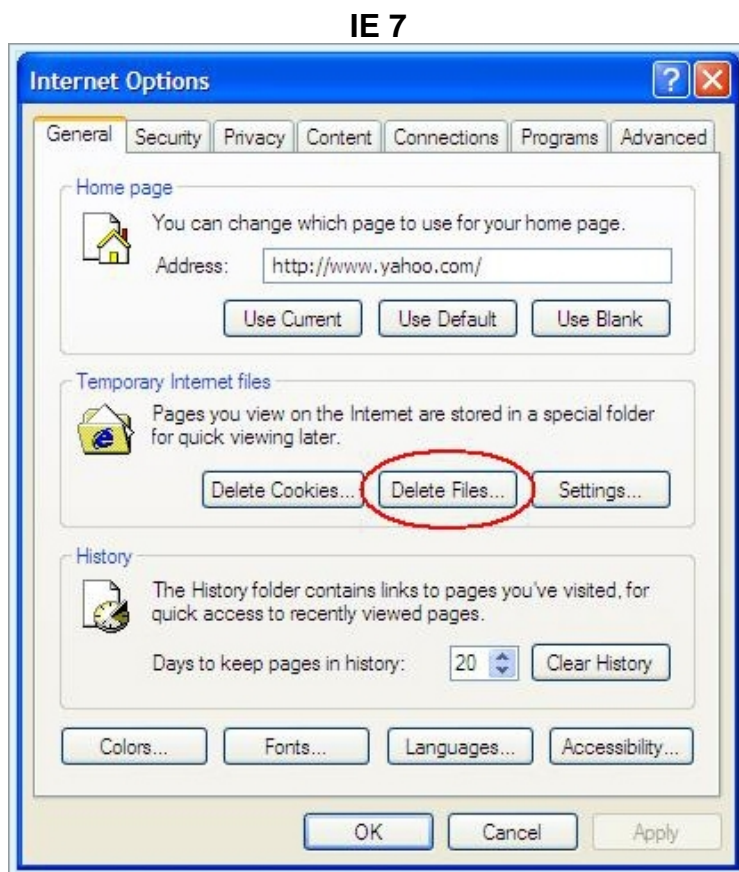 IE 7
Internet Options
General Security Privacy Content Connections Programs Advanced
Home page
You can change which page to use for your home page.
Address: http://www.yahoo.com/
Use Current Use Default Use Blank
Temporary Internet files
Pages you view on the Internet are stored in a special folder
for quick viewing later.
Delete Cookies... Delete Files... Settings...
History
The History folder contains links to pages you've visited, for
quick access to recently viewed pages.
Days to keep pages in history: 20 Clear History
Colors... Fonts... Languages... Accessibility...
OK Cancel Apply